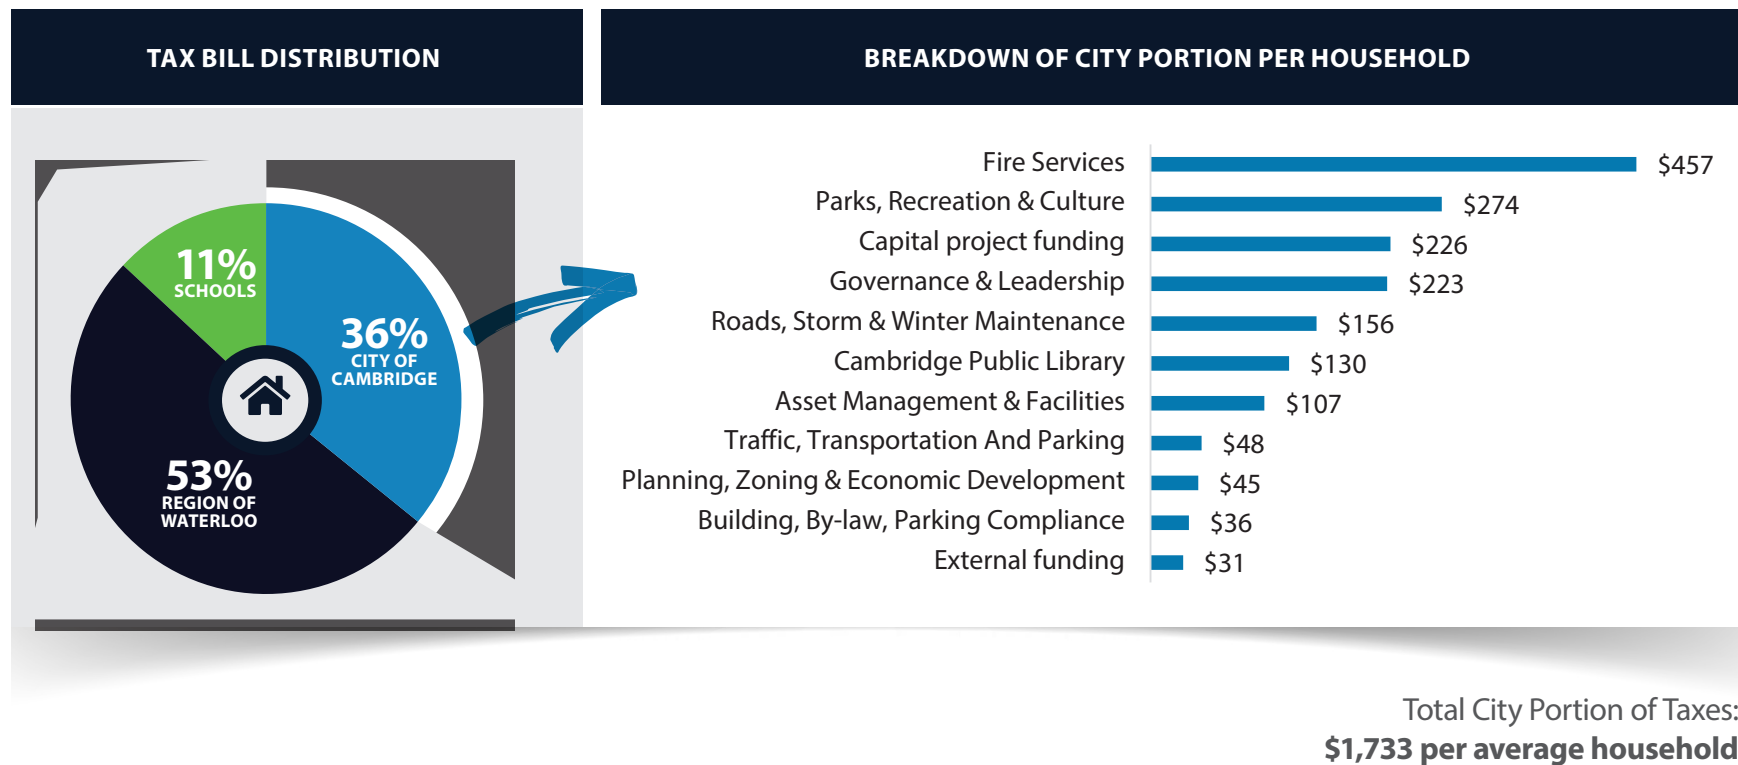 TAX BILL DISTRIBUTION
11%
SCHOOLS
36%
CITY OF
CAMBRIDGE
53%
REGION OF
WATERLOO
BREAKDOWN OF CITY PORTION PER HOUSEHOLD
Fire Services $457
Parks, Recreation & Culture $274
Capital project funding $226
Governance & Leadership $223
Roads, Storm & Winter Maintenance $156
Cambridge Public Library $130
Asset Management & Facilities $107
Traffic, Transportation And Parking $48
Planning, Zoning & Economic Development $45
Building, By-law, Parking Compliance $36
External funding $31
Total City Portion of Taxes:
$1,733 per average household